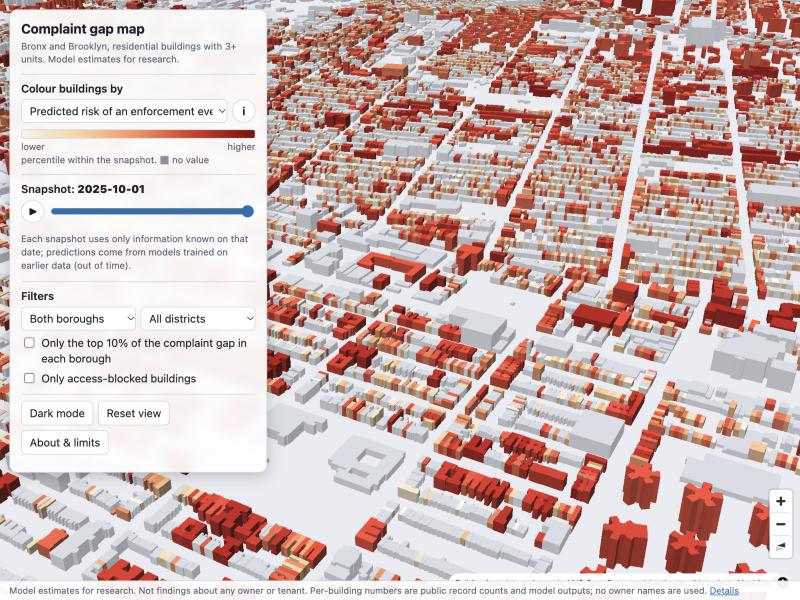 Complaint gap map
Bronx and Brooklyn, residential buildings with 3+
units. Model estimates for research.
Colour buildings by
Predicted risk of an enforcement eve
i
lower
higher
percentile within the snapshot. no value
Snapshot: 2025-10-01
Each snapshot uses only information known on that
date; predictions come from models trained on
earlier data (out of time).
Filters
Both boroughs
All districts
Only the top 10% of the complaint gap in
each borough
Only access-blocked buildings
Dark mode
Reset view
About & limits
Model estimates for research. Not findings about any owner or tenant. Per-building numbers are public record counts and model outputs; no owner names are used. Details